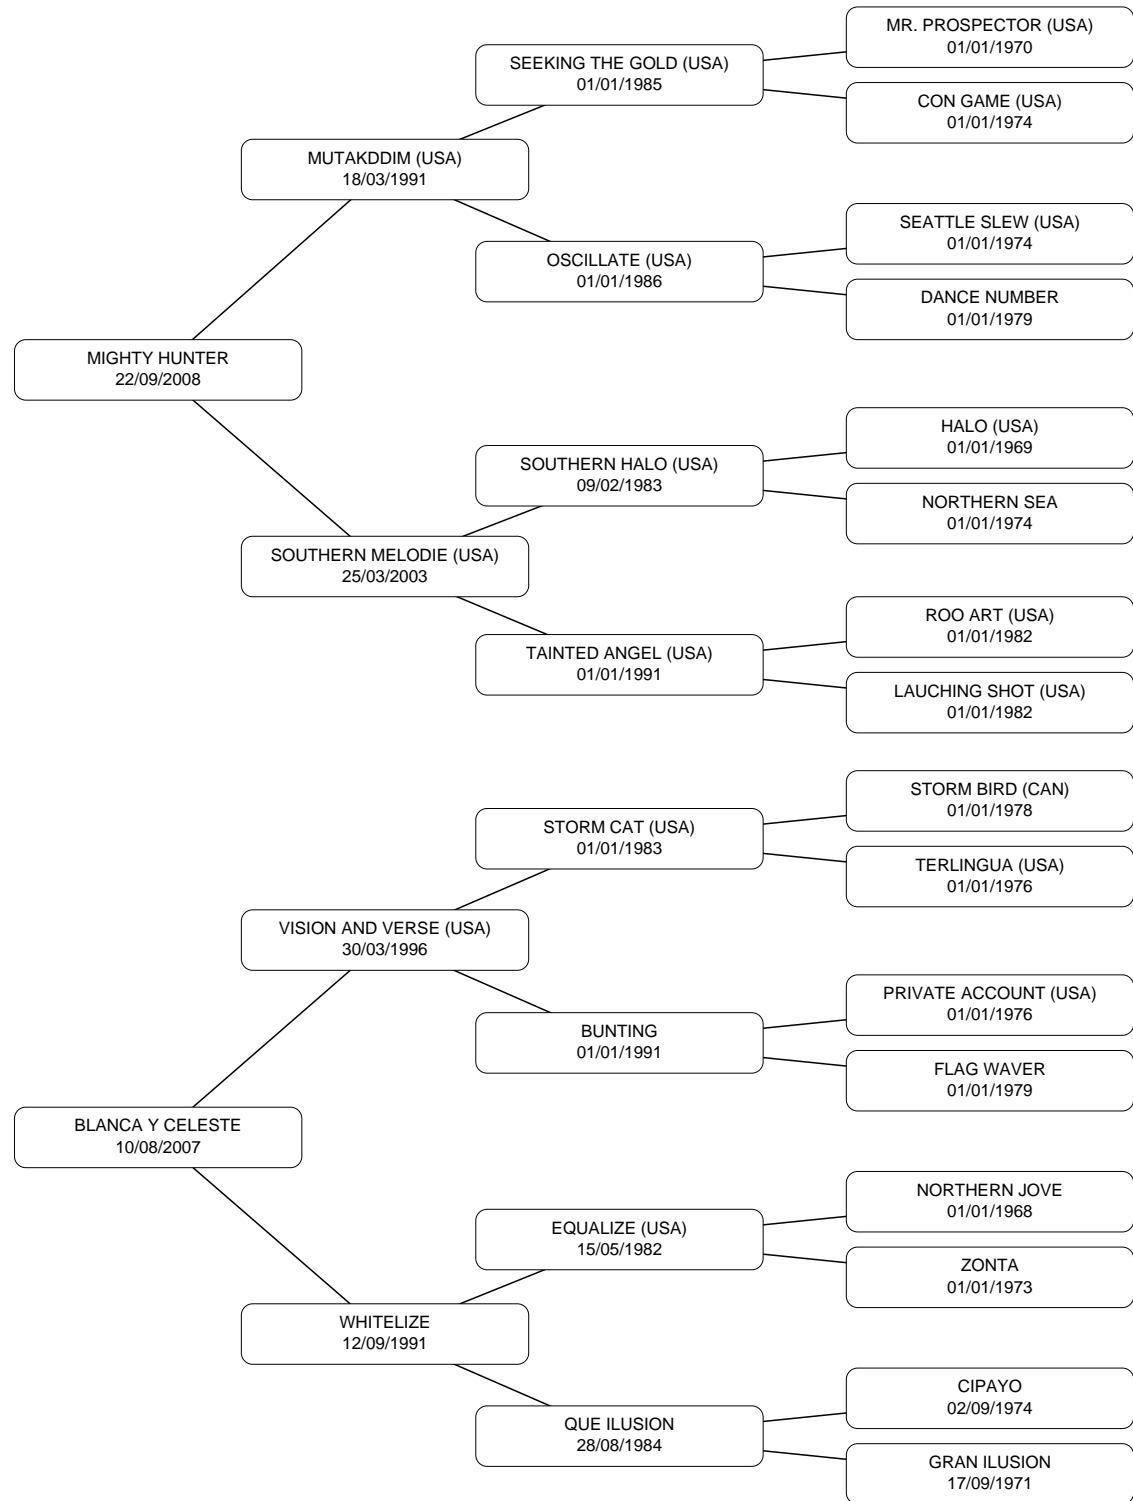 MR. PROSPECTOR (USA)
01/01/1970
SEEKING THE GOLD (USA)
01/01/1985
CON GAME (USA)
01/01/1974
MUTAKDDIM (USA)
18/03/1991
SEATTLE SLEW (USA)
01/01/1974
OSCILLATE (USA)
01/01/1986
DANCE NUMBER
01/01/1979
MIGHTY HUNTER
22/09/2008
HALO (USA)
01/01/1969
SOUTHERN HALO (USA)
09/02/1983
NORTHERN SEA
01/01/1974
SOUTHERN MELODIE (USA)
25/03/2003
ROO ART (USA)
01/01/1982
TAINTED ANGEL (USA)
01/01/1991
LAUCHING SHOT (USA)
01/01/1982
STORM BIRD (CAN)
01/01/1978
STORM CAT (USA)
01/01/1983
TERLINGUA (USA)
01/01/1976
VISION AND VERSE (USA)
30/03/1996
PRIVATE ACCOUNT (USA)
01/01/1976
BUNTING
01/01/1991
FLAG WAVER
01/01/1979
BLANCA Y CELESTE
10/08/2007
NORTHERN JOVE
01/01/1968
EQUALIZE (USA)
15/05/1982
ZONTA
01/01/1973
WHITELIZE
12/09/1991
CIPAYO
02/09/1974
QUE ILUSION
28/08/1984
GRAN ILUSION
17/09/1971